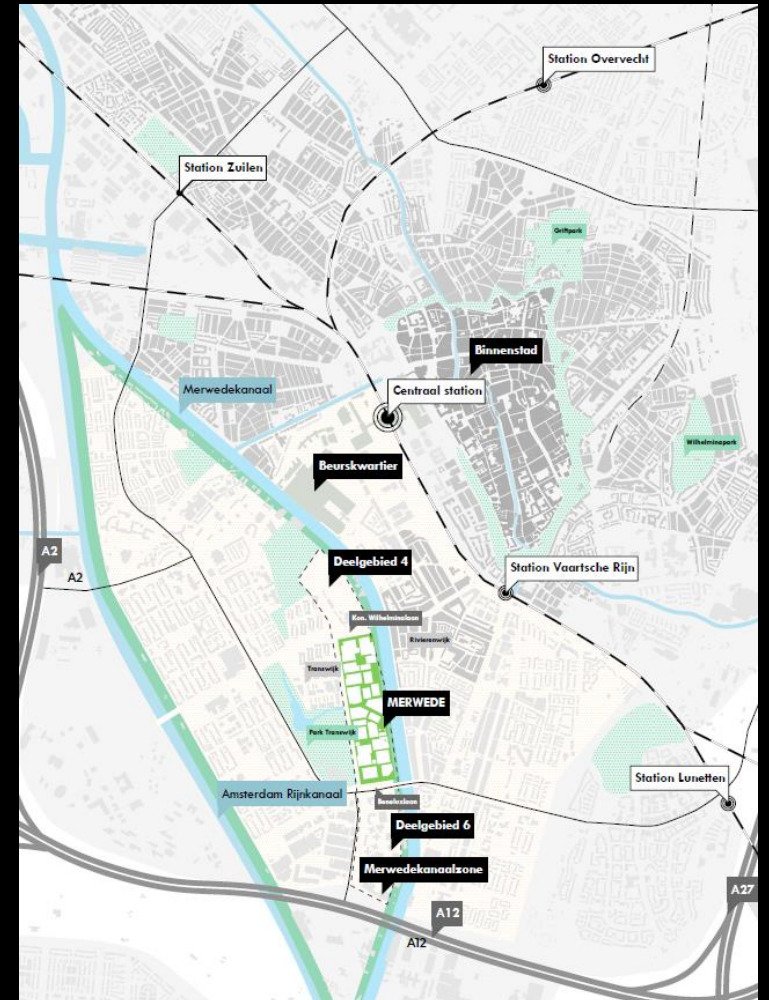 Station Overvecht
Station Zuilen
Griftpark
Binnenstad
Merwedekanaal
Centraal station
Wilhelminapark
Beurskwartier
A2
A2
Deelgebied 4
Station Vaartsche Rijn
Kon. Wilhelminalaan
Rivierenwijk
Transwijk
MERWEDE
Park Transwijk
Station Lunetten
Amsterdam Rijnkanaal
Beneluxlaan
Deelgebied 6
Merwedekanaalzone
A27
A12
A12